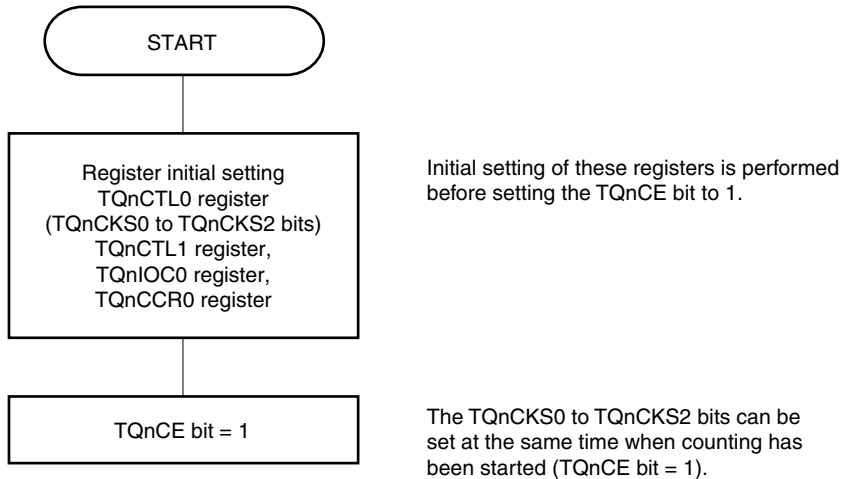 START
Register initial setting
TQnCTL0 register
(TQnCKS0 to TQnCKS2 bits)
TQnCTL1 register,
TQnIOC0 register,
TQnCCR0 register
Initial setting of these registers is performed
before setting the TQnCE bit to 1.
TQnCE bit = 1
The TQnCKS0 to TQnCKS2 bits can be
set at the same time when counting has
been started (TQnCE bit = 1).